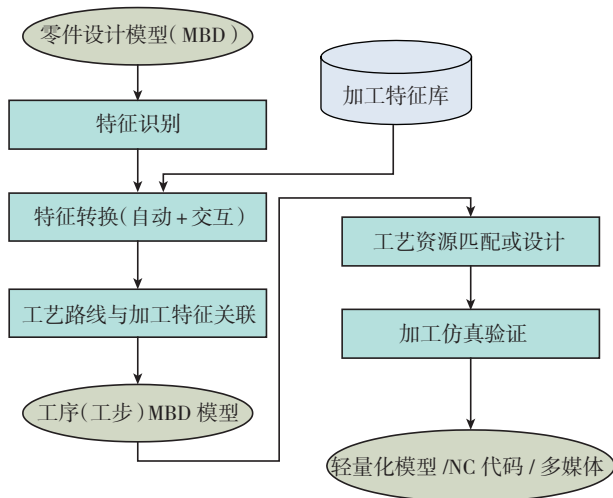 零件设计模型(MBD)
特征识别
加工特征库
特征转换(自动+交互)
工艺路线与加工特征关联
工序(工步)MBD 模型
工艺资源匹配或设计
加工仿真验证
轻量化模型/NC 代码/多媒体